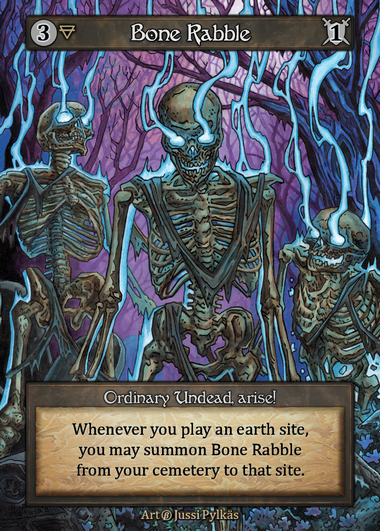 3 Bone Rabble 1
Ordinary Undead, arise!
Whenever you play an earth site,
you may summon Bone Rabble
from your cemetery to that site.
Art @ Jussi Pylkäs